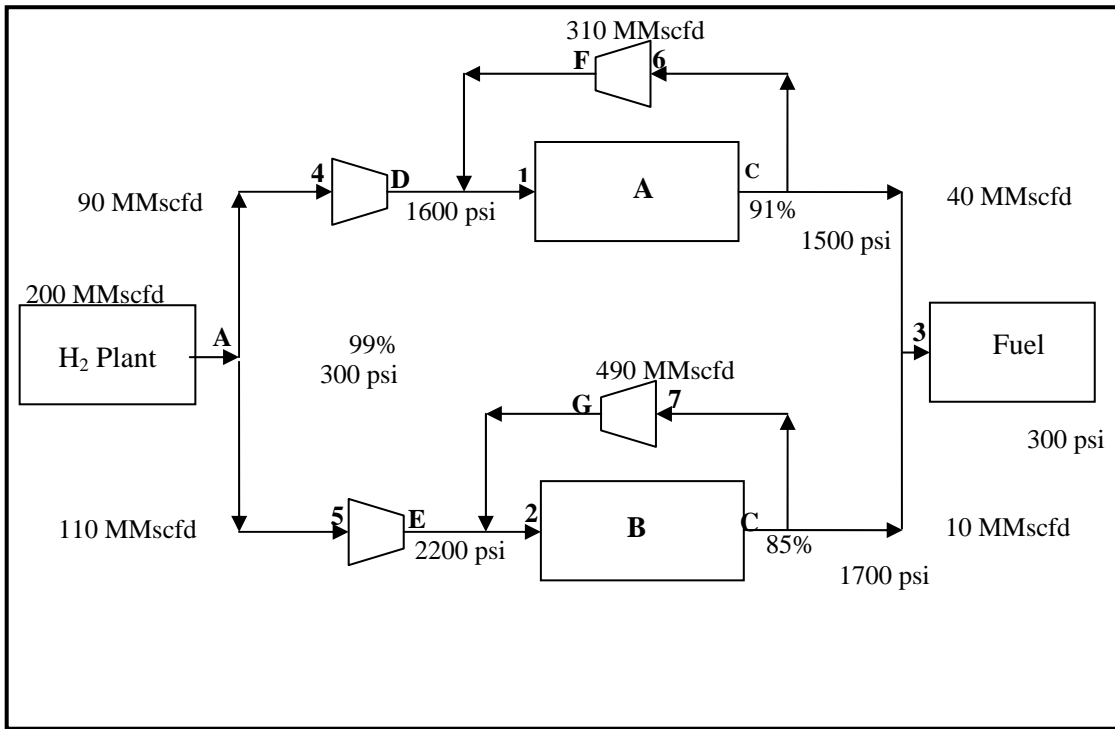 310 MMscfd
F
6
4
D
1
A
C
90 MMscfd
1600 psi
91%
40 MMscfd
1500 psi
200 MMscfd
A
H₂ Plant
99%
300 psi
3
Fuel
490 MMscfd
G
7
300 psi
110 MMscfd
5
E
2
B
C
10 MMscfd
2200 psi
85%
1700 psi